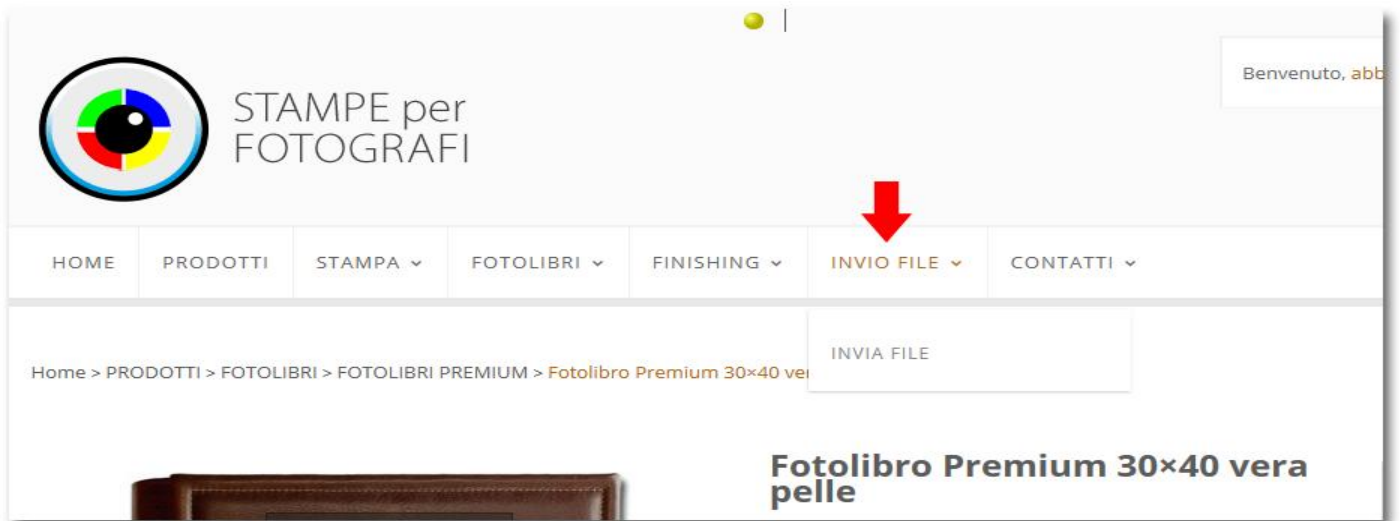 Benvenuto, abb
STAMPE per
FOTOGRAFI
HOME PRODOTTI STAMPA FOTOLIBRI FINISHING INVIO FILE CONTATTI
INVIA FILE
Home > PRODOTTI > FOTOLIBRI > FOTOLIBRI PREMIUM > Fotolibro Premium 30×40 ve
Fotolibro Premium 30×40 vera
pelle